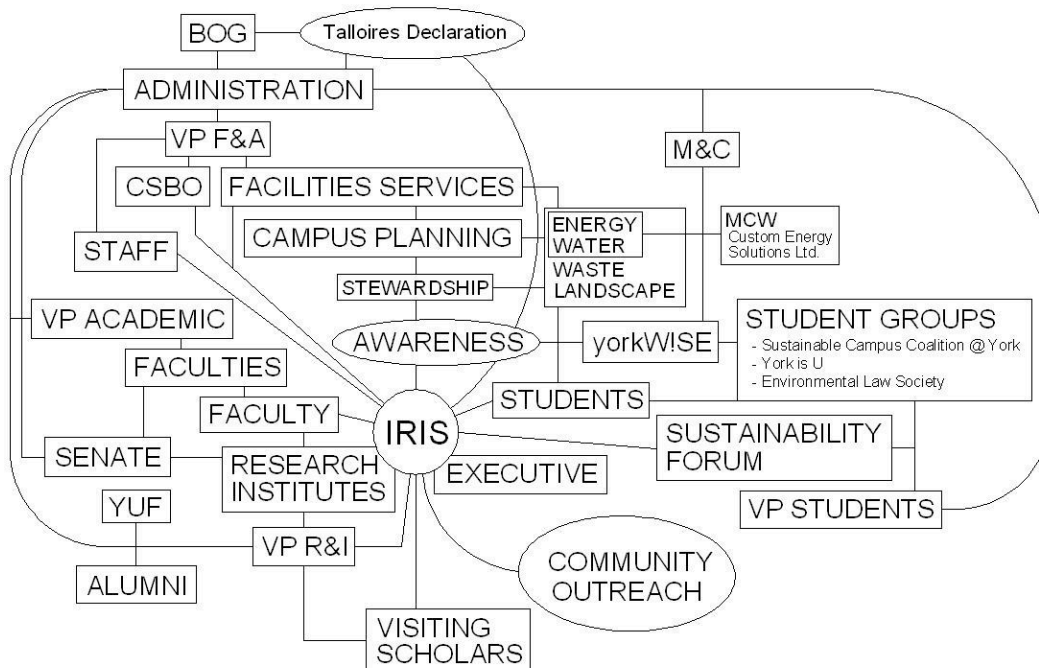 BOG
Talloires Declaration
ADMINISTRATION
VP F&A
M&C
CSBO
FACILITIES SERVICES
STAFF
CAMPUS PLANNING
ENERGY
WATER
WASTE
LANDSCAPE
MCW
Custom Energy
Solutions Ltd.
STEWARDSHIP
VP ACADEMIC
AWARENESS
yorkW!SE
STUDENT GROUPS
- Sustainable Campus Coalition @ York
- York is U
- Environmental Law Society
FACULTIES
STUDENTS
FACULTY
IRIS
SENATE
RESEARCH
INSTITUTES
EXECUTIVE
SUSTAINABILITY
FORUM
YUF
VP STUDENTS
VP R&I
ALUMNI
COMMUNITY
OUTREACH
VISITING
SCHOLARS